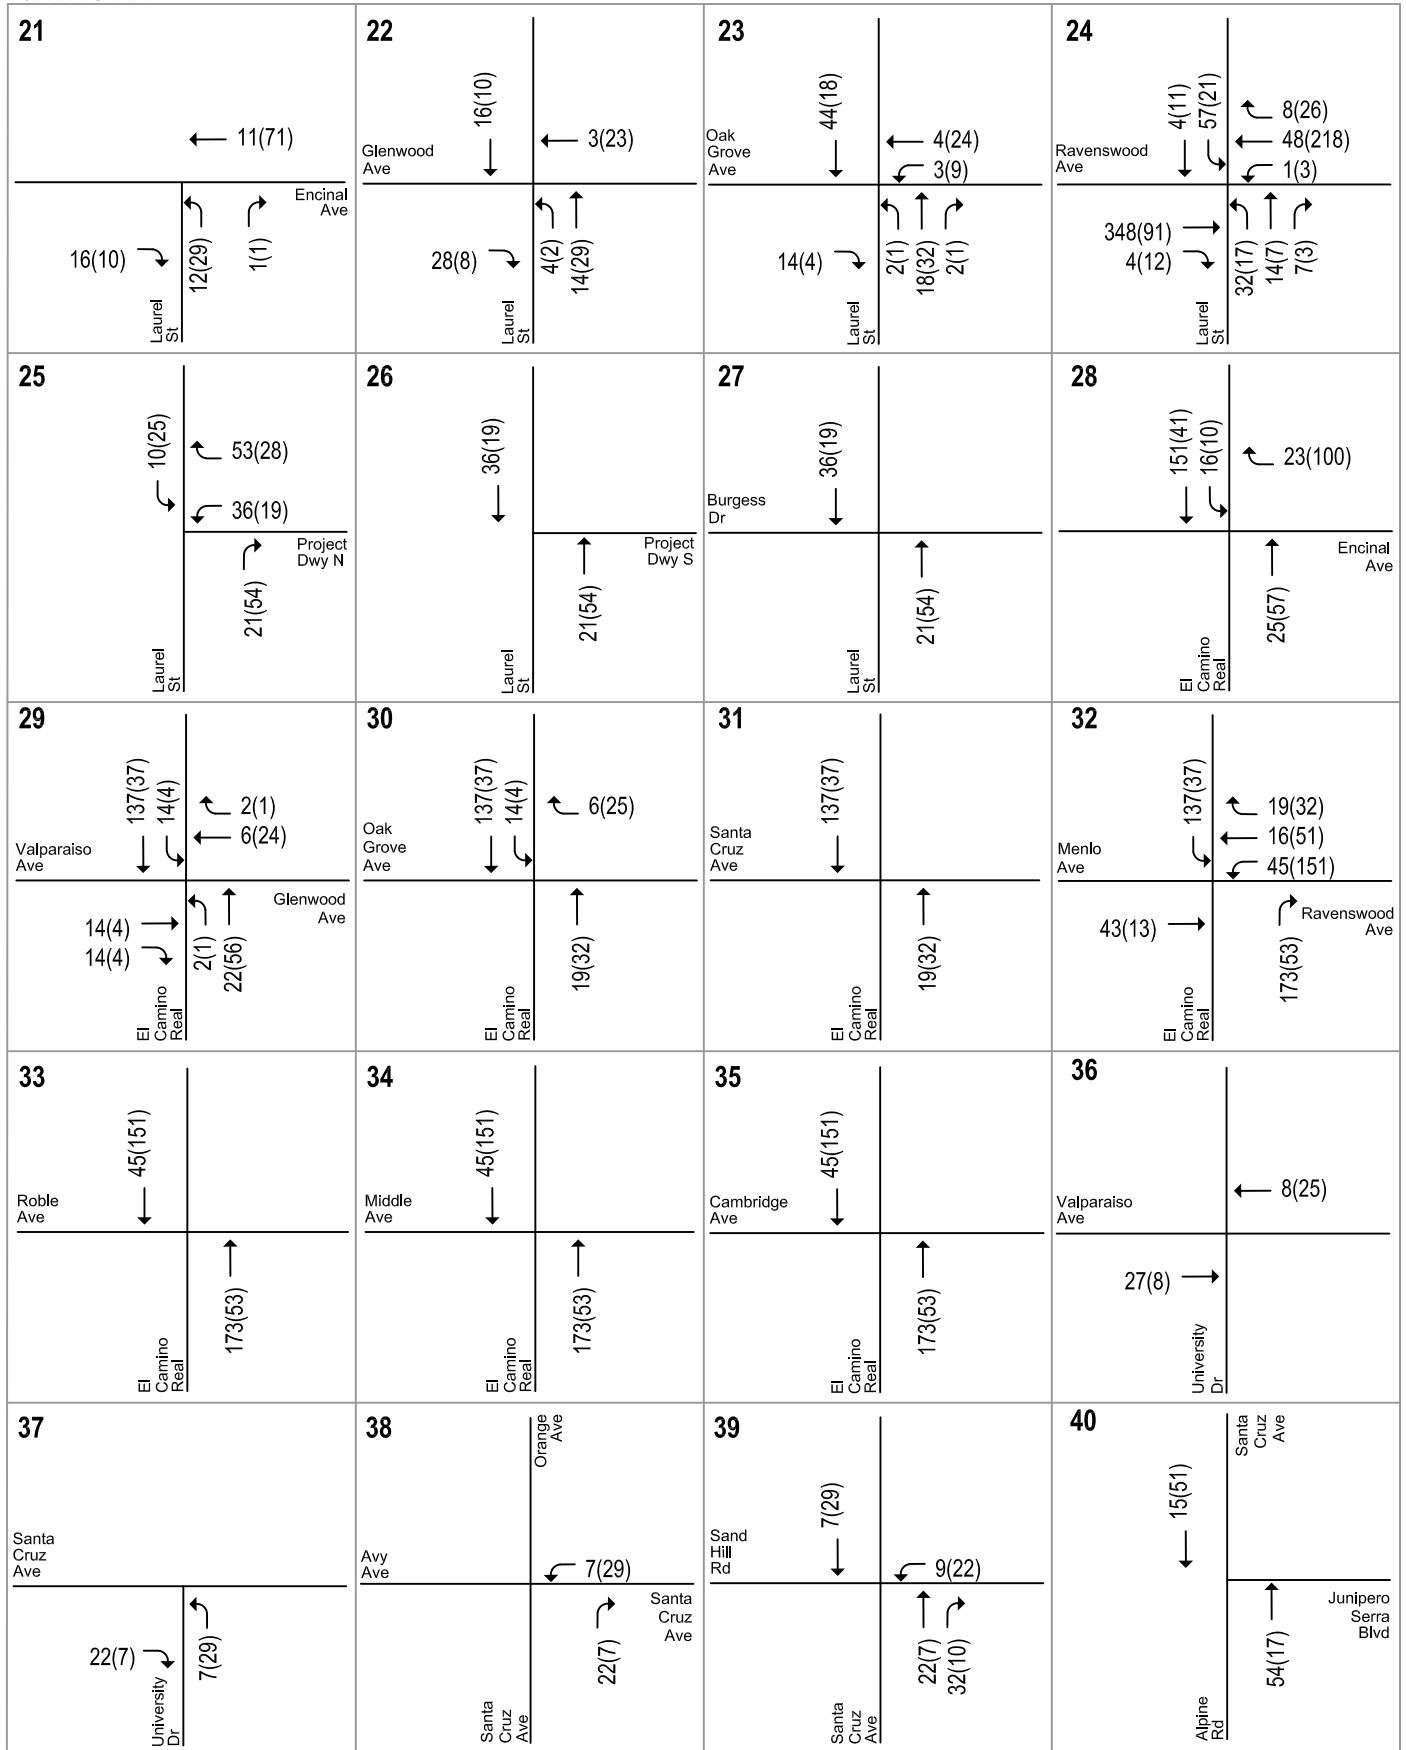 21
11(71)
Encinal
Ave
16(10)
12(29)
1(1)
Laurel
St
22
16(10)
3(23)
Glenwood
Ave
28(8)
4(2)
14(29)
Laurel
St
23
44(18)
Oak
Grove
Ave
4(24)
3(9)
14(4)
2(1)
18(32)
2(1)
Laurel
St
24
4(11)
57(21)
8(26)
48(218)
1(3)
Ravenswood
Ave
348(91)
4(12)
32(17)
14(7)
7(3)
Laurel
St
25
10(25)
53(28)
36(19)
Project
Dwy N
21(54)
Laurel
St
26
36(19)
Project
Dwy S
21(54)
Laurel
St
27
36(19)
Burgess
Dr
21(54)
Laurel
St
28
151(41)
16(10)
23(100)
Encinal
Ave
25(57)
El
Camino
Real
29
137(37)
14(4)
2(1)
6(24)
Valparaiso
Ave
Glenwood
Ave
14(4)
14(4)
2(1)
22(56)
El
Camino
Real
30
137(37)
14(4)
6(25)
Oak
Grove
Ave
19(32)
El
Camino
Real
31
137(37)
Santa
Cruz
Ave
19(32)
El
Camino
Real
32
137(37)
19(32)
16(51)
45(151)
Menlo
Ave
43(13)
Ravenswood
Ave
173(53)
El
Camino
Real
33
45(151)
Roble
Ave
173(53)
El
Camino
Real
34
45(151)
Middle
Ave
173(53)
El
Camino
Real
35
45(151)
Cambridge
Ave
173(53)
El
Camino
Real
36
8(25)
Valparaiso
Ave
27(8)
University
Dr
37
Santa
Cruz
Ave
22(7)
7(29)
University
Dr
38
Orange
Ave
Avy
Ave
7(29)
Santa
Cruz
Ave
22(7)
Santa
Cruz
Ave
39
7(29)
Sand
Hill
Rd
9(22)
22(7)
32(10)
Santa
Cruz
Ave
40
Santa
Cruz
Ave
15(51)
Junipero
Serra
Blvd
54(17)
Alpine
Rd